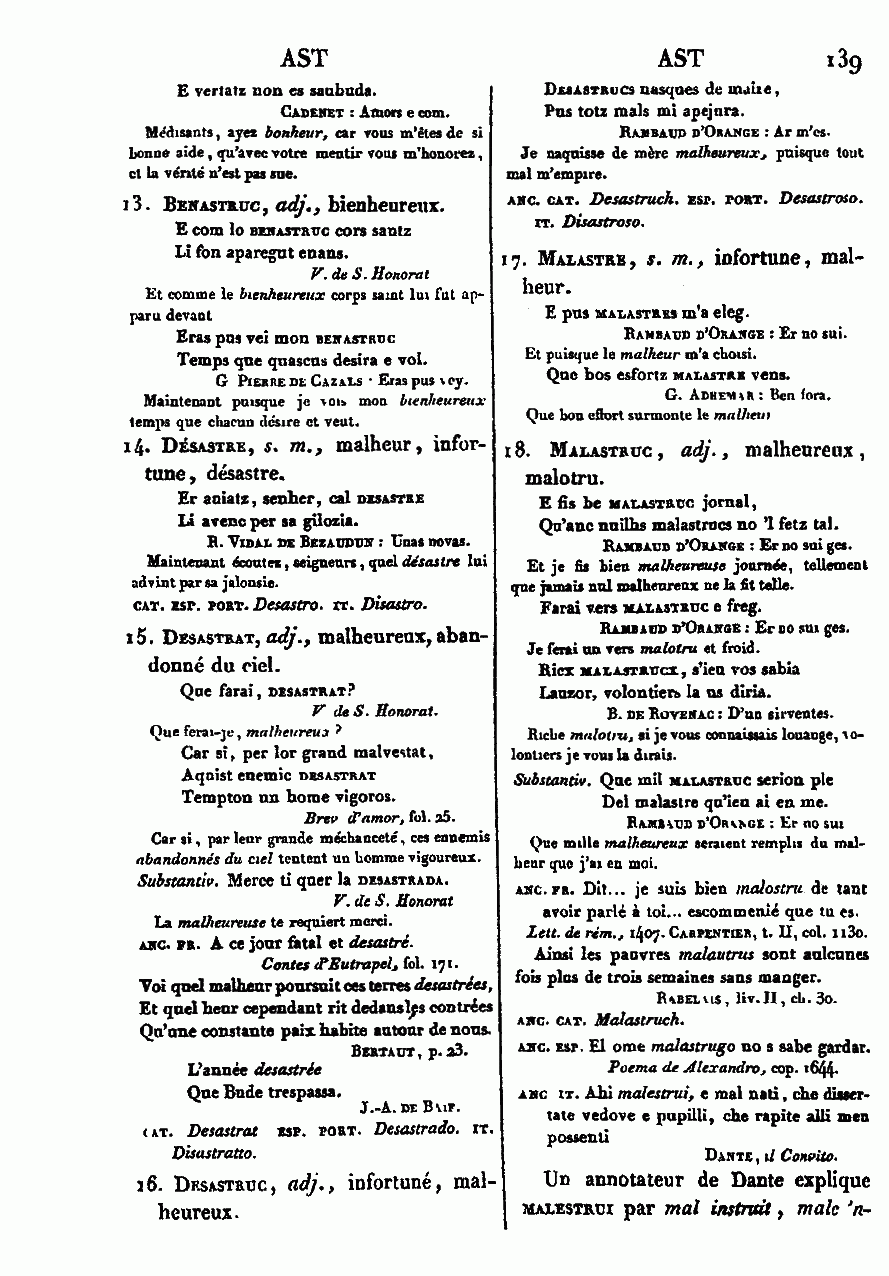 AST
E vertatz non es saubuda.
CADENET : Amors e com.
Médisants, ayez bonheur, car vous m'êtes de si
bonne aide, qu'avec votre mentir vous m'honorez,
et la vérité n'est pas sue.
13. BENASTRUC, adj., bienheureux.
E com lo BENASTRUC cors santz
Li fon aparegut enans.
V. de S. Honorat
Et comme le bienheureux corps saint lui fut ap-
paru devant
Eras pus vei mon BENASTRUC
Temps que quascus desira e vol.
G PIERRE DE CAZALS · Eras pus vey.
Maintenant puisque je vois mon bienheureux
temps que chacun désire et veut.
14. DÉSASTRE, s. m., malheur, infor-
tune, désastre.
Er aniatz, senher, cal DESASTRE
Li avenc per sa gilozia.
R. VIDAL DE BEZAUDUN : Unas novas.
Maintenant écoutez, seigneurs, quel désastre lui
advint par sa jalousie.
CAT. ESP. PORT. Desastro. IT. Disastro.
15. DESASTRAT, adj., malheureux, aban-
donné du ciel.
Que farai, DESASTRAT?
V de S. Honorat.
Que ferai-je, malheureux ?
Car si, per lor grand malvestat,
Aquist enemic DESASTRAT
Tempton un home vigoros.
Brev d'amor, fol. 25.
Car si, par leur grande méchanceté, ces ennemis
abandonnés du ciel tentent un homme vigoureux.
Substantiv. Merce ti quer la DESASTRADA.
V. de S. Honorat
La malheureuse te requiert merci.
ANC. FR. A ce jour fatal et desastré.
Contes d'Eutrapel, fol. 171.
Voi quel malheur poursuit ces terres desastrées,
Et quel heur cependant rit dedans les contrées
Qu'une constante paix habite autour de nous.
BERTAUT, p. 23.
L'année desastrée
Que Bude trespassa.
J.-A. DE BAIF.
CAT. Desastrat ESP. PORT. Desastrado. IT.
Disastratto.
16. DESASTRUC, adj., infortuné, mal-
heureux.
AST 139
DESASTRUCS nasques de maire,
Pus totz mals mi apejura.
RAMBAUD D'ORANGE : Ar m'es.
Je naquisse de mère malheureux, puisque tout
mal m'empire.
ANC. CAT. Desastruch. ESP. PORT. Desastroso.
IT. Disastroso.
17. MALASTRE, s. m., infortune, mal-
heur.
E pus MALASTRES m'a eleg.
RAMBAUD D'ORANGE : Er no sui.
Et puisque le malheur m'a choisi.
Que bos esfortz MALASTRE vens.
G. ADHEMAR : Ben fora.
Que bon effort surmonte le malheur
18. MALASTRUC, adj., malheureux,
malotru.
E fis be MALASTRUC jornal,
Qu'anc nuilhs malastrucs no 'l fetz tal.
RAMBAUD D'ORANGE : Er no sui ges.
Et je fis bien malheureuse journée, tellement
que jamais nul malheureux ne la fit telle.
Farai vers MALASTRUC e freg.
RAMBAUD D'ORANGE : Er no sui ges.
Je ferai un vers malotru et froid.
Ricx MALASTRUCX, s'ieu vos sabia
Lauzor, volontiers la us diria.
B. DE ROVENAC : D'un sirventes.
Riche malotru, si je vous connaissais louange, vo-
lontiers je vous la dirais.
Substantiv. Que mil MALASTRUC serion ple
Del malastre qu'ieu ai en me.
RAMBAUD D'ORANGE : Er no sui
Que mille malheureux seraient remplis du mal-
heur que j'ai en moi.
ANC. FR. Dit... je suis bien malostru de tant
avoir parlé à toi... escommenié que tu es.
Lett. de rém., 1407. CARPENTIER, t. II, col. 1130.
Ainsi les pauvres malautrus sont aulcunes
fois plus de trois semaines sans manger.
RABELAIS, liv. II, ch. 30.
ANC. CAT. Malastruch.
ANC. ESP. El ome malastrugo no s sabe gardar.
Poema de Alexandro, cop. 1644.
ANC IT. Ahi malestrui, e mal nati, che disser-
tate vedove e pupilli, che rapite alli men
possenti
DANTE, il Convito.
Un annotateur de Dante explique
MALESTRUI par mal instruit, male 'n-